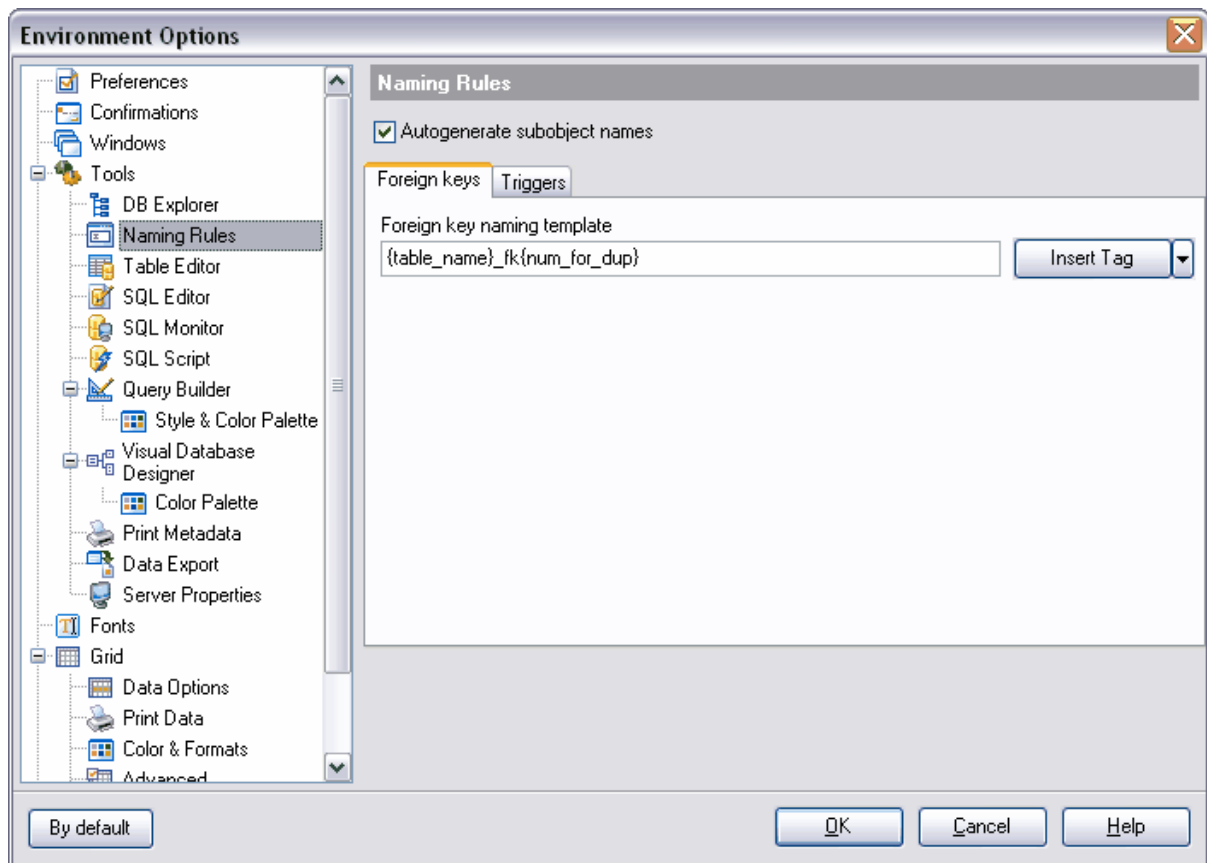 Environment Options
Preferences
Confirmations
Windows
Tools
DB Explorer
Naming Rules
Table Editor
SQL Editor
SQL Monitor
SQL Script
Query Builder
Style & Color Palette
Visual Database
Designer
Color Palette
Print Metadata
Data Export
Server Properties
Fonts
Grid
Data Options
Print Data
Color & Formats
Advanced
Naming Rules
Autogenerate subobject names
Foreign keys Triggers
Foreign key naming template
{table_name}_fk{num_for_dup} Insert Tag
By default OK Cancel Help